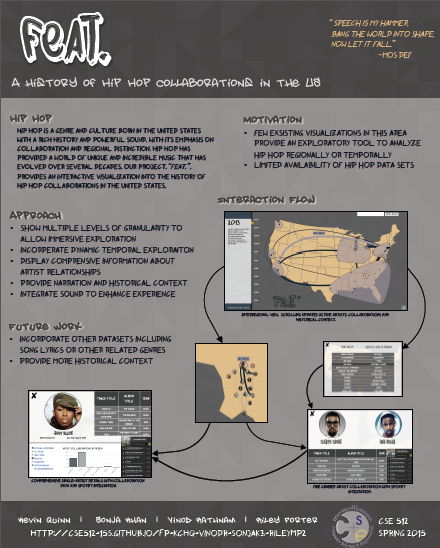 FEAT.
"SPEECH IS MY HAMMER,
BANG THE WORLD INTO SHAPE,
NOW LET IT FALL."
-MOS DEF
A HISTORY OF HIP HOP COLLABORATIONS IN THE US
HIP HOP
HIP HOP IS A GENRE AND CULTURE BORN IN THE UNITED STATES
WITH A RICH HISTORY AND POWERFUL SOUND. WITH ITS EMPHASIS ON
COLLABORATION AND REGIONAL DISTINCTION, HIP HOP HAS
PROVIDED A WORLD OF UNIQUE AND INCREDIBLE MUSIC THAT HAS
EVOLVED OVER SEVERAL DECADES. OUR PROJECT, "FEAT.",
PROVIDES AN INTERACTIVE VISUALIZATION INTO THE HISTORY OF
HIP HOP COLLABORATIONS IN THE UNITED STATES.
MOTIVATION
• FEW EXSISTING VISUALIZATIONS IN THIS AREA
PROVIDE AN EXPLORATORY TOOL TO ANALYZE
HIP HOP REGIONALLY OR TEMPORALLY
• LIMITED AVAILABILITY OF HIP HOP DATA SETS
APPROACH
• SHOW MULTIPLE LEVELS OF GRANULARITY TO
ALLOW IMMERSIVE EXPLORATION
• INCORPERATE DYNAMIC TEMPORAL EXPLORAITON
• DISPLAY COMPRENSIVE INFORMATION ABOUT
ARTIST RELATIONSHIPS
• PROVIDE NARRATION AND HISTORICAL CONTEXT
• INTEGRATE SOUND TO ENHANCE EXPERIENCE
INTERACTION FLOW
2013
"FEAT."
INTERREGIONAL VIEW. SCROLLING UPDATES ACTIVE ARTISTS, COLLABORATIONS AND
HISTORICAL CONTEXT.
FUTURE WORK
• INCORPORATE OTHER DATASETS INCLUDING
SONG LYRICS OR OTHER RELATED GENRES
• PROVIDE MORE HISTORICAL CONTEXT
TRACK TITLE ALBUM TITLE YEAR
COMPREHENSIVE SINGLE ARTIST DETAILS WITH COLLABORATION
DATA AND SPOTIFY INTEGRATION.
TRACK TITLE ALBUM TITLE YEAR
SPOTIFY
INTEGRATION.
KEVIN QUINN | SONJA KHAN | VINOD RATHNAM | RILEY PORTER
HTTP://CSE512-15S.GITHUB.IO/FP-KCMQ-VINODR-SONJAK3-RILEYMP2
CSE 512
SPRING 2015